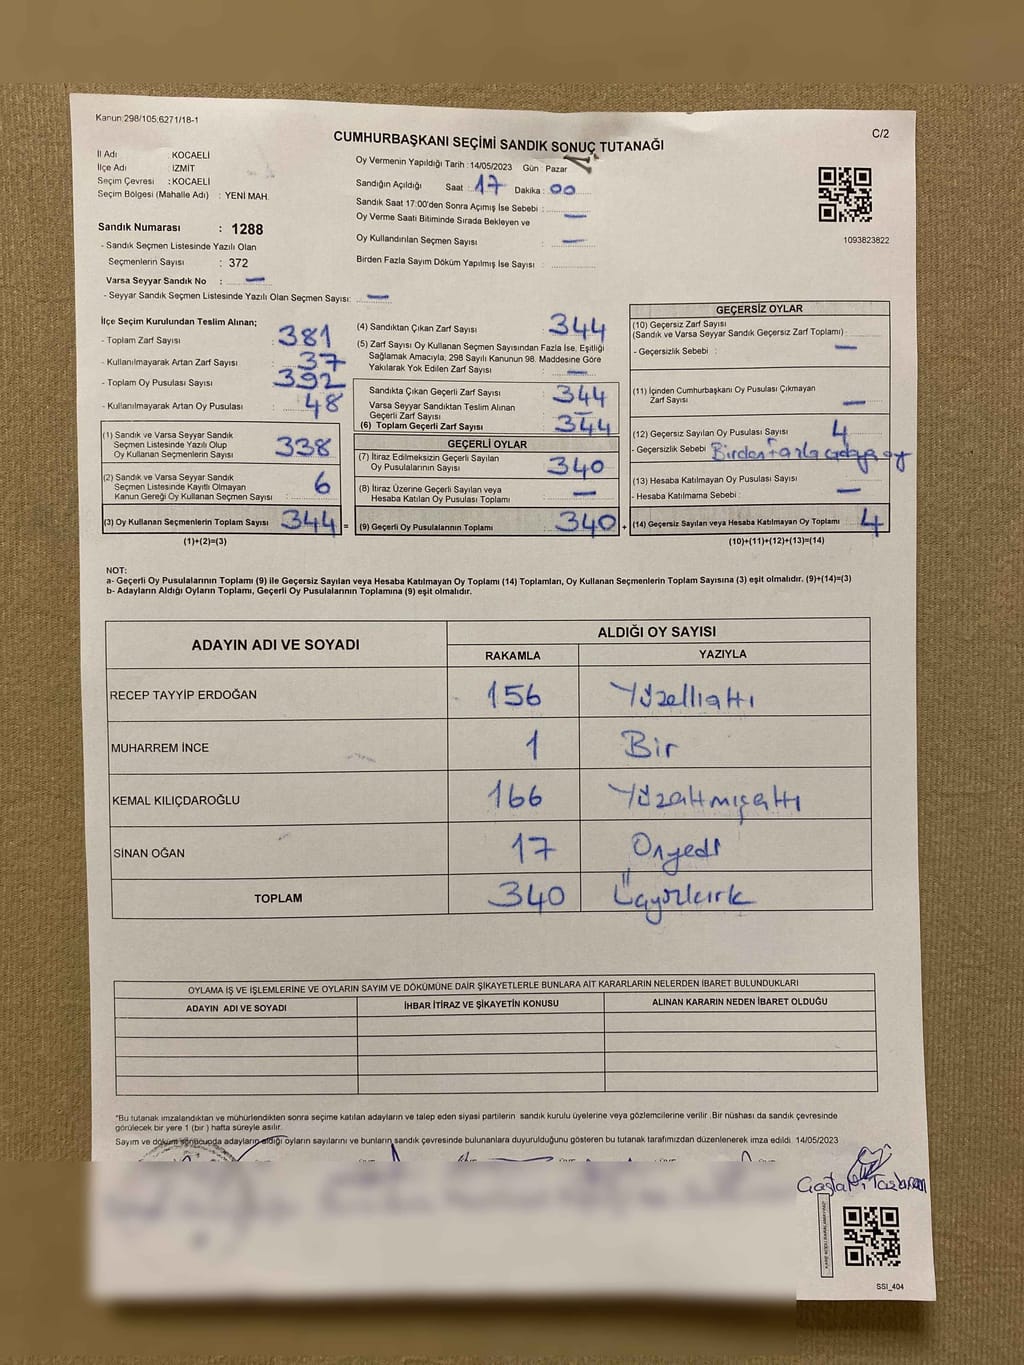 Kanun:298/105;6271/18-1
C/2
CUMHURBAŞKANI SEÇİMİ SANDIK SONUÇ TUTANAĞI
İl Adı : KOCAELİ
İlçe Adı : İZMİT
Seçim Çevresi : KOCAELİ
Seçim Bölgesi (Mahalle Adı) : YENİ MAH.
Sandık Numarası : 1288
- Sandık Seçmen Listesinde Yazılı Olan
Seçmenlerin Sayısı : 372
Varsa Seyyar Sandık No : —
- Seyyar Sandık Seçmen Listesinde Yazılı Olan Seçmen Sayısı: —
Oy Vermenin Yapıldığı Tarih : 14/05/2023 Gün : Pazar
Sandığın Açıldığı Saat : 17 Dakika : 00
Sandık Saat 17:00'den Sonra Açımış İse Sebebi :
Oy Verme Saati Bitiminde Sırada Bekleyen ve —
Oy Kullandırılan Seçmen Sayısı : —
Birden Fazla Sayım Döküm Yapılmış İse Sayısı :
1093823822
İlçe Seçim Kurulundan Teslim Alınan;
- Toplam Zarf Sayısı : 381
- Kullanılmayarak Artan Zarf Sayısı : 37
- Toplam Oy Pusulası Sayısı : 392
- Kullanılmayarak Artan Oy Pusulası : 48
(1) Sandık ve Varsa Seyyar Sandık
Seçmen Listesinde Yazılı Olup
Oy Kullanan Seçmenlerin Sayısı : 338
(2) Sandık ve Varsa Seyyar Sandık
Seçmen Listesinde Kayıtlı Olmayan
Kanun Gereği Oy Kullanan Seçmen Sayısı : 6
(3) Oy Kullanan Seçmenlerin Toplam Sayısı : 344 =
(1)+(2)=(3)
(4) Sandıktan Çıkan Zarf Sayısı : 344
(5) Zarf Sayısı Oy Kullanan Seçmen Sayısından Fazla İse, Eşitliği
Sağlamak Amacıyla; 298 Sayılı Kanunun 98. Maddesine Göre
Yakılarak Yok Edilen Zarf Sayısı : —
Sandıkta Çıkan Geçerli Zarf Sayısı : 344
Varsa Seyyar Sandıktan Teslim Alınan
Geçerli Zarf Sayısı : —
(6) Toplam Geçerli Zarf Sayısı : 344
GEÇERLİ OYLAR
(7) İtiraz Edilmeksizin Geçerli Sayılan
Oy Pusulalarının Sayısı : 340
(8) İtiraz Üzerine Geçerli Sayılan veya
Hesaba Katılan Oy Pusulası Toplamı : —
(9) Geçerli Oy Pusulalarının Toplamı : 340 +
GEÇERSİZ OYLAR
(10) Geçersiz Zarf Sayısı
(Sandık ve Varsa Seyyar Sandık Geçersiz Zarf Toplamı) :
- Geçersizlik Sebebi : —
(11) İçinden Cumhurbaşkanı Oy Pusulası Çıkmayan
Zarf Sayısı : —
(12) Geçersiz Sayılan Oy Pusulası Sayısı : 4
- Geçersizlik Sebebi : Birden fazla adaya oy
(13) Hesaba Katılmayan Oy Pusulası Sayısı :
- Hesaba Katılmama Sebebi : —
(14) Geçersiz Sayılan veya Hesaba Katılmayan Oy Toplamı : 4
(10)+(11)+(12)+(13)=(14)
NOT:
a- Geçerli Oy Pusulalarının Toplamı (9) ile Geçersiz Sayılan veya Hesaba Katılmayan Oy Toplamı (14) Toplamları, Oy Kullanan Seçmenlerin Toplam Sayısına (3) eşit olmalıdır. (9)+(14)=(3)
b- Adayların Aldığı Oyların Toplamı, Geçerli Oy Pusulalarının Toplamına (9) eşit olmalıdır.
ADAYIN ADI VE SOYADI
ALDIĞI OY SAYISI
RAKAMLA YAZIYLA
RECEP TAYYİP ERDOĞAN 156 Yüzelliattı
MUHARREM İNCE 1 Bir
KEMAL KILIÇDAROĞLU 166 Yüzaltmışaltı
SİNAN OĞAN 17 Onyedi
TOPLAM 340 Üçyüzkırk
OYLAMA İŞ VE İŞLEMLERİNE VE OYLARIN SAYIM VE DÖKÜMÜNE DAİR ŞİKAYETLERLE BUNLARA AİT KARARLARIN NELERDEN İBARET BULUNDUKLARI
ADAYIN ADI VE SOYADI İHBAR İTİRAZ VE ŞİKAYETİN KONUSU ALINAN KARARIN NEDEN İBARET OLDUĞU
*Bu tutanak imzalandıktan ve mühürlendikten sonra seçime katılan adayların ve talep eden siyasi partilerin sandık kurulu üyelerine veya gözlemcilerine verilir .Bir nüshası da sandık çevresinde
görülecek bir yere 1 (bir ) hafta süreyle asılır.
Sayım ve döküm sonucunda adayların aldığı oyların sayılarını ve bunların sandık çevresinde bulunanlara duyurulduğunu gösteren bu tutanak tarafımızdan düzenlenerek imza edildi. 14/05/2023
SSI_404